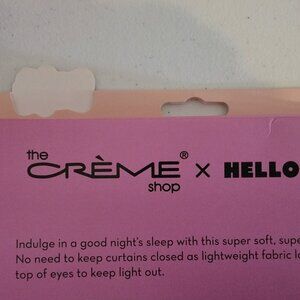 the
CRÈME® × HELLO
shop
Indulge in a good night's sleep with this super soft, supe
No need to keep curtains closed as lightweight fabric l
top of eyes to keep light out.